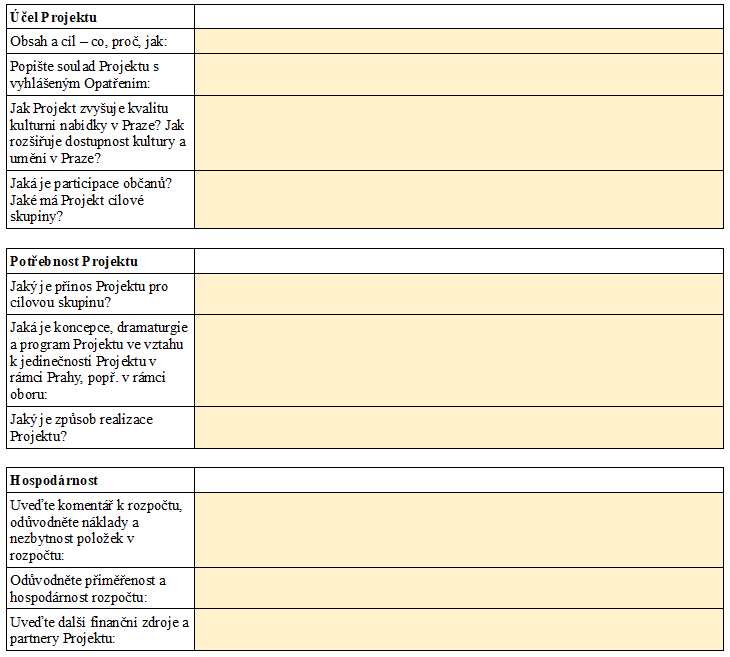 Účel Projektu
Obsah a cíl – co, proč, jak:
Popište soulad Projektu s
vyhlášeným Opatřením:
Jak Projekt zvyšuje kvalitu
kulturní nabídky v Praze? Jak
rozšiřuje dostupnost kultury a
umění v Praze?
Jaká je participace občanů?
Jaké má Projekt cílové
skupiny?
Potřebnost Projektu
Jaký je přínos Projektu pro
cílovou skupinu?
Jaká je koncepce, dramaturgie
a program Projektu ve vztahu
k jedinečnosti Projektu v
rámci Prahy, popř. v rámci
oboru:
Jaký je způsob realizace
Projektu?
Hospodárnost
Uveďte komentář k rozpočtu,
odůvodněte náklady a
nezbytnost položek v
rozpočtu:
Odůvodněte přiměřenost a
hospodárnost rozpočtu:
Uveďte další finanční zdroje a
partnery Projektu: